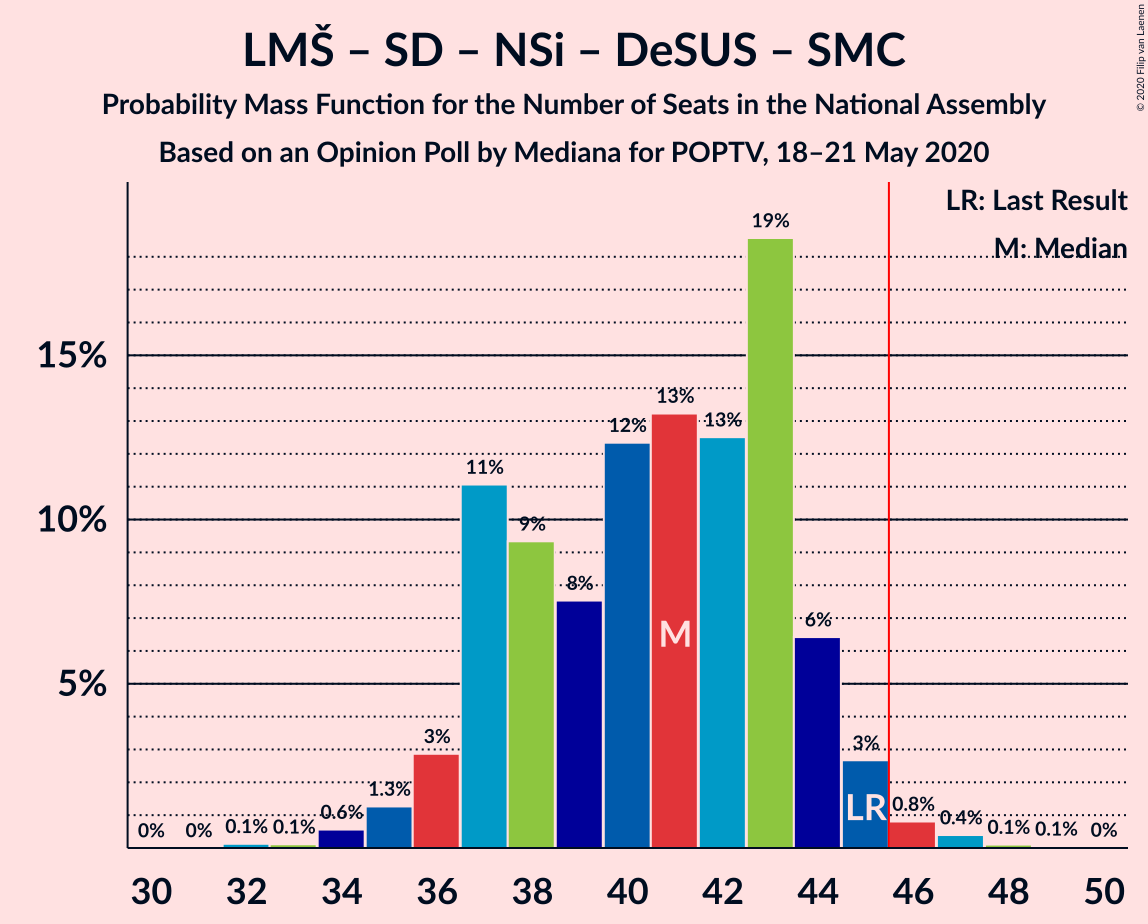 LMŠ – SD – NSi – DeSUS – SMC
Probability Mass Function for the Number of Seats in the National Assembly
Based on an Opinion Poll by Mediana for POPTV, 18–21 May 2020
© 2020 Filip van Laenen
LR: Last Result
M: Median
15%
10%
5%
0%
0%
0.1%
0.1%
0.6%
1.3%
3%
11%
9%
8%
12%
13%
13%
19%
6%
3%
0.8%
0.4%
0.1%
0.1%
0%
M
LR
30 32 34 36 38 40 42 44 46 48 50